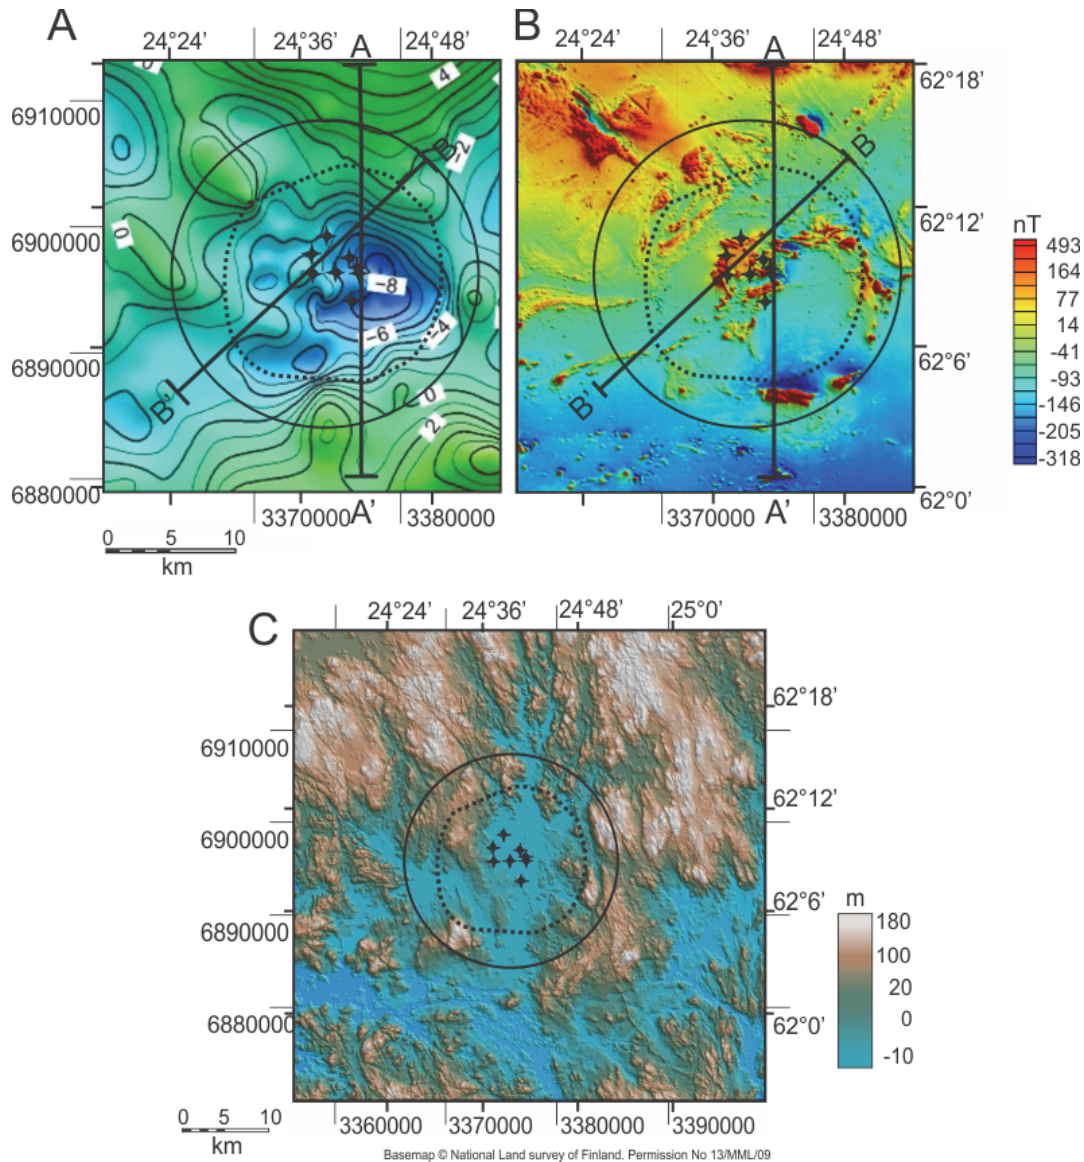 A
B
24°24’ 24°36’ A 24°48’
24°24’ 24°36’ A 24°48’
0
4
B
-2
0
−8
−6
−4
0
2
B’
B
B’
6910000
6900000
6890000
6880000
62°18’
62°12’
62°6’
62°0’
nT
493
164
77
14
-41
-93
-146
-205
-318
3370000 A’ 3380000
3370000 A’ 3380000
0 5 10
km
C
24°24’ 24°36’ 24°48’ 25°0’
6910000
6900000
6890000
6880000
62°18’
62°12’
62°6’
62°0’
m
180
100
20
0
-10
3360000 3370000 3380000 3390000
0 5 10
km
Basemap © National Land survey of Finland. Permission No 13/MML/09